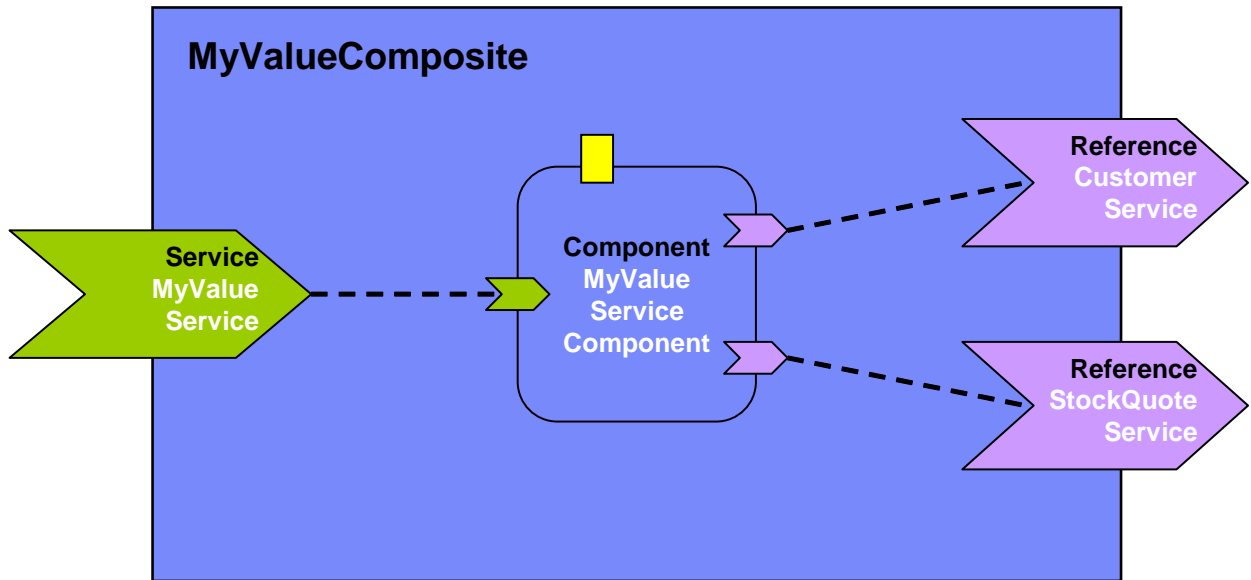 MyValueComposite
Service
MyValue
Service
Component
MyValue
Service
Component
Reference
Customer
Service
Reference
StockQuote
Service